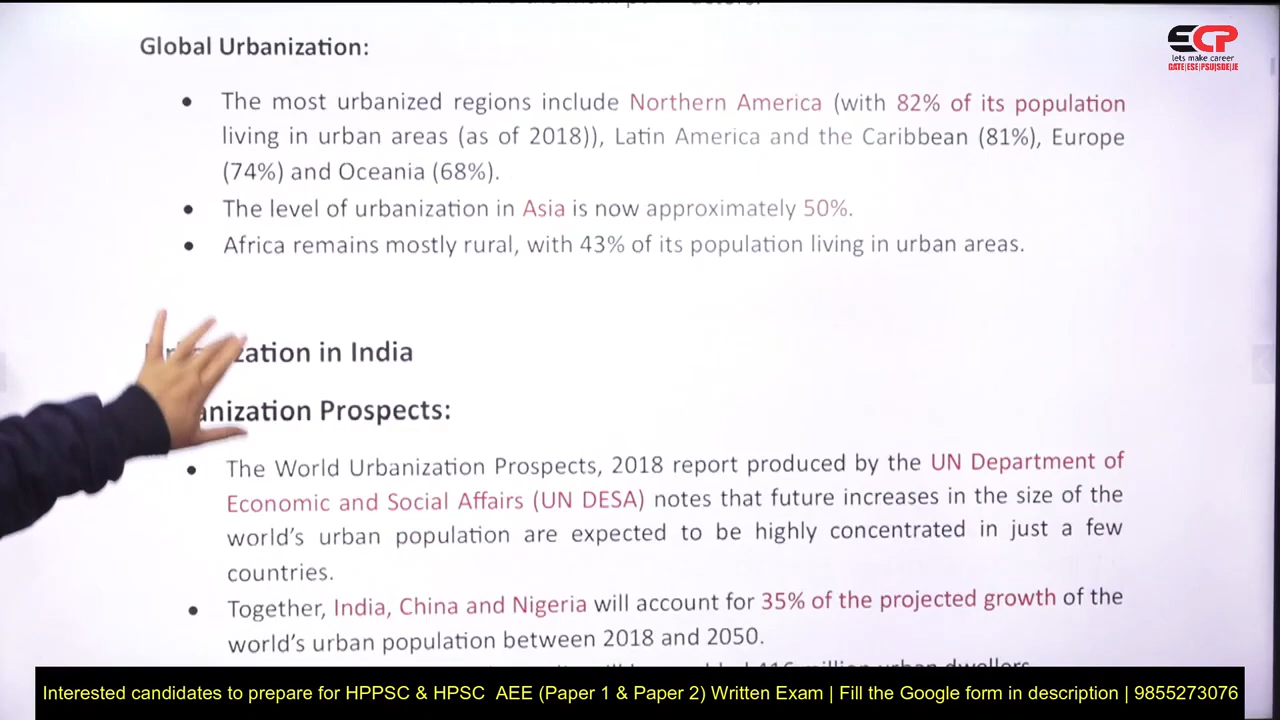 Global Urbanization:
ECP
lets make career
GATE|ESE|PSU|SDE|JE
• The most urbanized regions include Northern America (with 82% of its population
living in urban areas (as of 2018)), Latin America and the Caribbean (81%), Europe
(74%) and Oceania (68%).
• The level of urbanization in Asia is now approximately 50%.
• Africa remains mostly rural, with 43% of its population living in urban areas.
in India
Prospects:
• The World Urbanization Prospects, 2018 report produced by the UN Department of
Economic and Social Affairs (UN DESA) notes that future increases in the size of the
world's urban population are expected to be highly concentrated in just a few
countries.
• Together, India, China and Nigeria will account for 35% of the projected growth of the
world's urban population between 2018 and 2050.
Interested candidates to prepare for HPPSC & HPSC AEE (Paper 1 & Paper 2) Written Exam | Fill the Google form in description | 9855273076